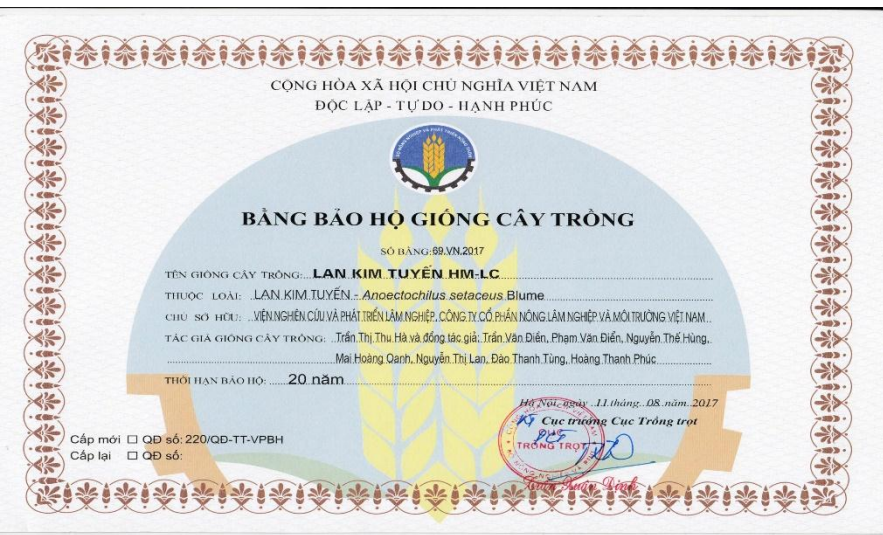 CỘNG HÒA XÃ HỘI CHỦ NGHĨA VIỆT NAM
ĐỘC LẬP - TỰ DO - HẠNH PHÚC
BẰNG BẢO HỘ GIỐNG CÂY TRỒNG
SỐ BẰNG:69.VN.2017
TÊN GIỐNG CÂY TRỒNG:...LAN KIM TUYẾN HM-LC
THUỘC LOÀI: ..LAN KIM TUYẾN - Anoectochilus setaceus Blume
CHỦ SỞ HỮU: ...VIỆN NGHIÊN CỨU VÀ PHÁT TRIỂN LÂM NGHIỆP, CÔNG TY CỔ PHẦN NÔNG LÂM NGHIỆP VÀ MÔI TRƯỜNG VIỆT NAM..
TÁC GIẢ GIỐNG CÂY TRỒNG: ...Trần Thị Thu Hà và đồng tác giả: Trần Văn Điền, Phạm Văn Điển, Nguyễn Thế Hùng,
Mai Hoàng Oanh, Nguyễn Thị Lan, Đào Thanh Tùng, Hoàng Thanh Phúc
THỜI HẠN BẢO HỘ: .....20 năm
Hà Nội, ngày ..11.tháng...08.năm..2017
Cục trưởng Cục Trồng trọt
CỤC
TRỒNG TRỌT
Cấp mới □ QĐ số: 220/QĐ-TT-VPBH
Cấp lại □ QĐ số:
Trần Xuân Định